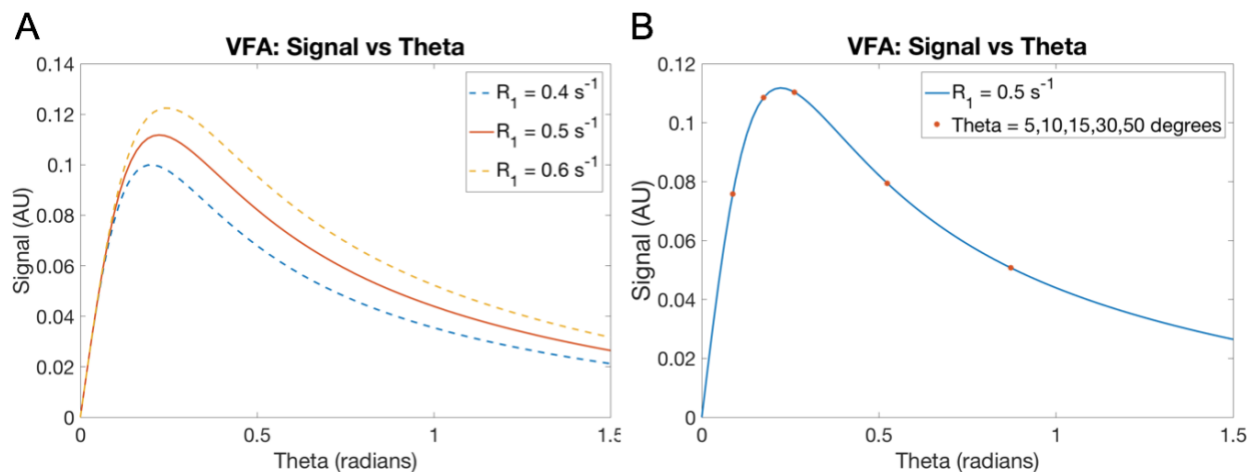 A
VFA: Signal vs Theta
0.14
0.12
0.1
0.08
0.06
0.04
0.02
0
Signal (AU)
R1 = 0.4 s-1
R1 = 0.5 s-1
R1 = 0.6 s-1
0
0.5
1
1.5
Theta (radians)
B
VFA: Signal vs Theta
0.12
0.1
0.08
0.06
0.04
0.02
0
Signal (AU)
R1 = 0.5 s-1
Theta = 5,10,15,30,50 degrees
0
0.5
1
1.5
Theta (radians)